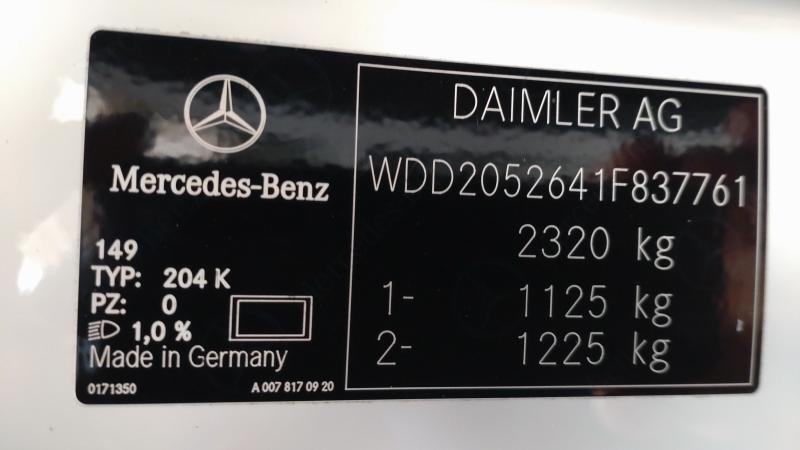 Mercedes-Benz
149
TYP: 204 K
PZ: 0
1,0 %
Made in Germany
0171350 A 007 817 09 20
DAIMLER AG
WDD2052641F837761
2320 kg
1- 1125 kg
2- 1225 kg